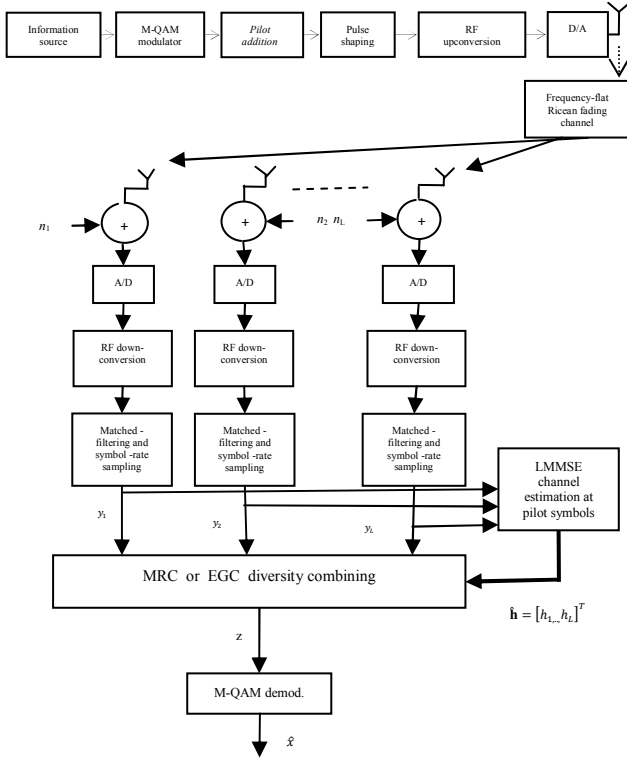 Information
source
M-QAM
modulator
Pilot
addition
Pulse
shaping
RF
upconversion
D/A
Frequency-flat
Ricean fading
channel
n₁
+
+
n₂ n_L
+
A/D
A/D
A/D
RF down-
conversion
RF down-
conversion
RF down-
conversion
Matched -
filtering and
symbol -rate
sampling
Matched -
filtering and
symbol -rate
sampling
Matched -
filtering and
symbol -rate
sampling
LMMSE
channel
estimation at
pilot symbols
y₁
y₂
y_L
MRC or EGC diversity combining
ĥ = [h₁,..,h_L]ᵀ
z
M-QAM demod.
x̂